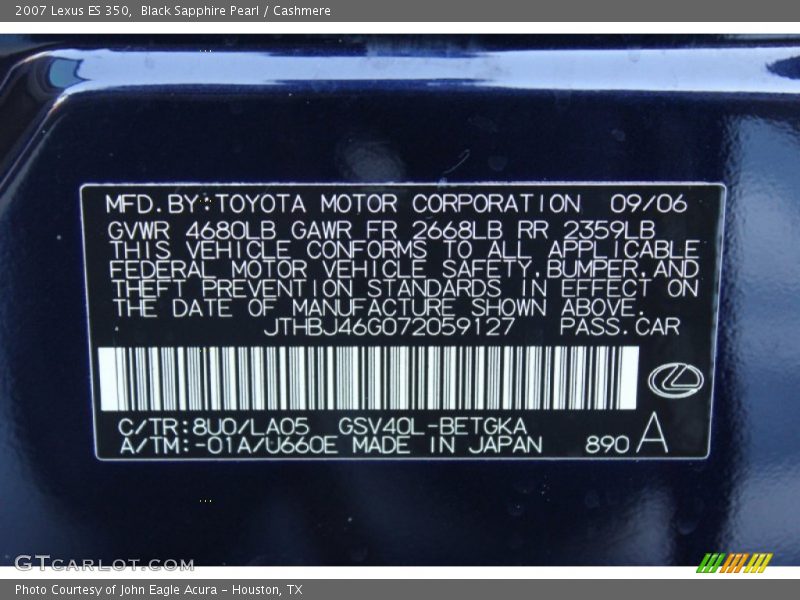 2007 Lexus ES 350, Black Sapphire Pearl / Cashmere
MFD.BY:TOYOTA MOTOR CORPORATION 09/06
GVWR 4680LB GAWR FR 2668LB RR 2359LB
THIS VEHICLE CONFORMS TO ALL APPLICABLE
FEDERAL MOTOR VEHICLE SAFETY,BUMPER,AND
THEFT PREVENTION STANDARDS IN EFFECT ON
THE DATE OF MANUFACTURE SHOWN ABOVE.
JTHBJ46G072059127 PASS.CAR
C/TR:8U0/LA05 GSV40L-BETGKA
A/TM:-01A/U660E MADE IN JAPAN 890 A
GTCARLOT.COM
Photo Courtesy of John Eagle Acura - Houston, TX